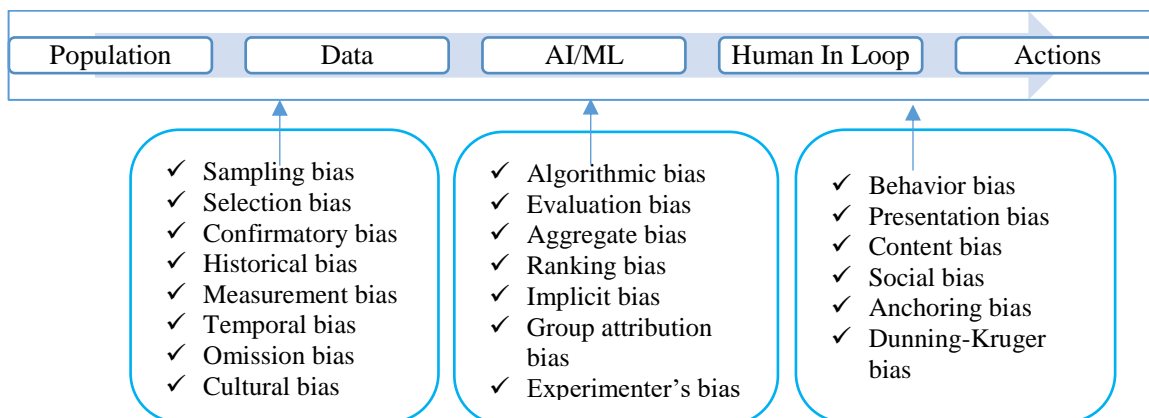 Population
Data
AI/ML
Human In Loop
Actions
✓ Sampling bias
✓ Selection bias
✓ Confirmatory bias
✓ Historical bias
✓ Measurement bias
✓ Temporal bias
✓ Omission bias
✓ Cultural bias
✓ Algorithmic bias
✓ Evaluation bias
✓ Aggregate bias
✓ Ranking bias
✓ Implicit bias
✓ Group attribution
bias
✓ Experimenter’s bias
✓ Behavior bias
✓ Presentation bias
✓ Content bias
✓ Social bias
✓ Anchoring bias
✓ Dunning-Kruger
bias